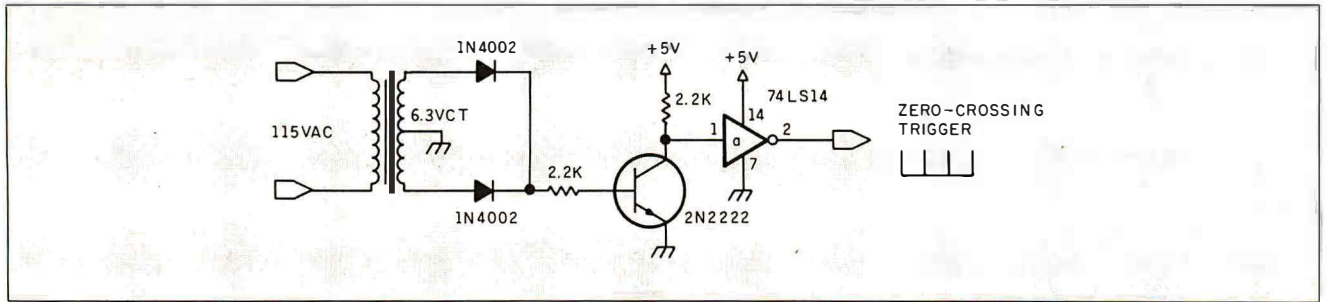 1N4002
+5V
+5V
2.2K
74LS14
14
6.3VCT
115VAC
ZERO-CROSSING
TRIGGER
1
a
2
7
2.2K
1N4002
2N2222